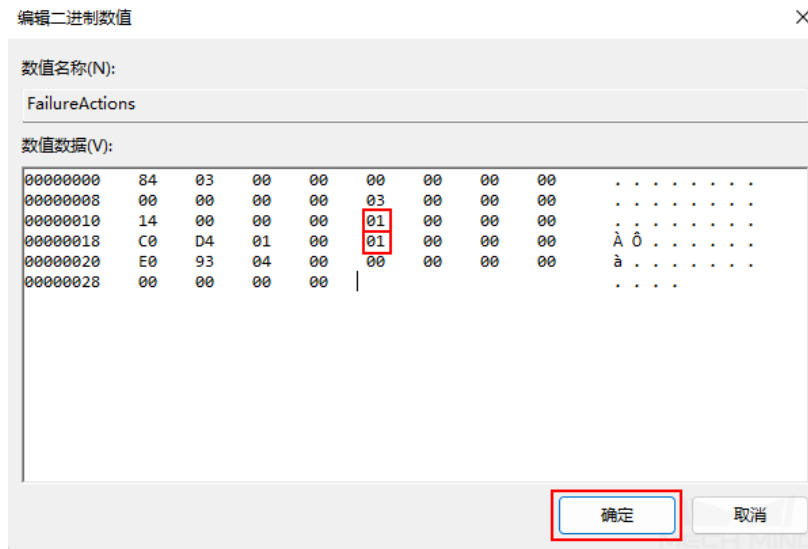 编辑二进制数值
数值名称(N):
FailureActions
数值数据(V):
00000000 84 03 00 00 00 00 00 00 . . . . . . . .
00000008 00 00 00 00 03 00 00 00 . . . . . . . .
00000010 14 00 00 00 01 00 00 00 . . . . . . . .
00000018 C0 D4 01 00 01 00 00 00 À Ô . . . . . .
00000020 E0 93 04 00 00 00 00 00 à . . . . . . .
00000028 00 00 00 00 . . . .
确定 取消
MECH MIND